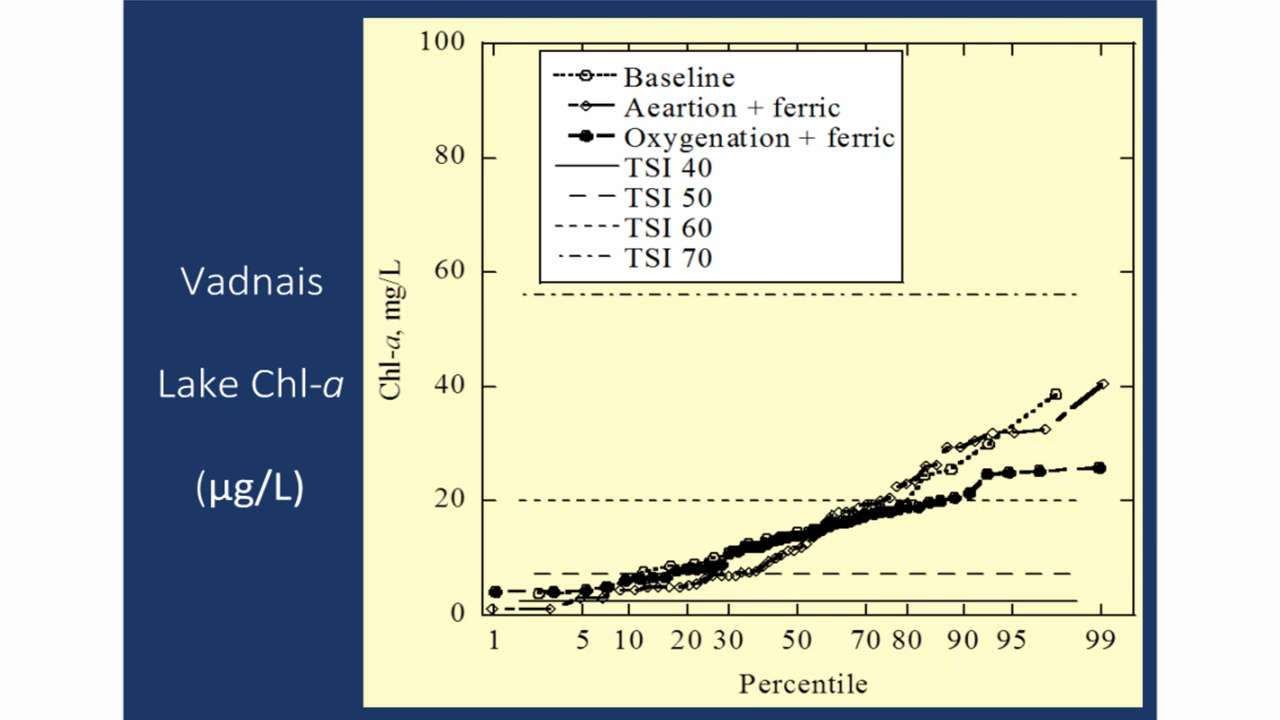 Vadnais
Lake Chl-a
(µg/L)
100
80
60
40
20
0
Chl-a, mg/L
Baseline
Aeartion + ferric
Oxygenation + ferric
TSI 40
TSI 50
TSI 60
TSI 70
1 5 10 20 30 50 70 80 90 95 99
Percentile